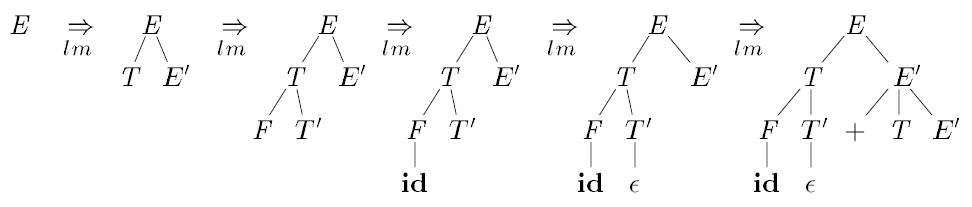 E ⇒ E ⇒ E ⇒ E ⇒ E ⇒ E
lm lm lm lm lm
T E′ T E′ T E′ T E′ T E′
F T′ F T′ F T′ F T′ + T E′
id id ϵ id ϵ